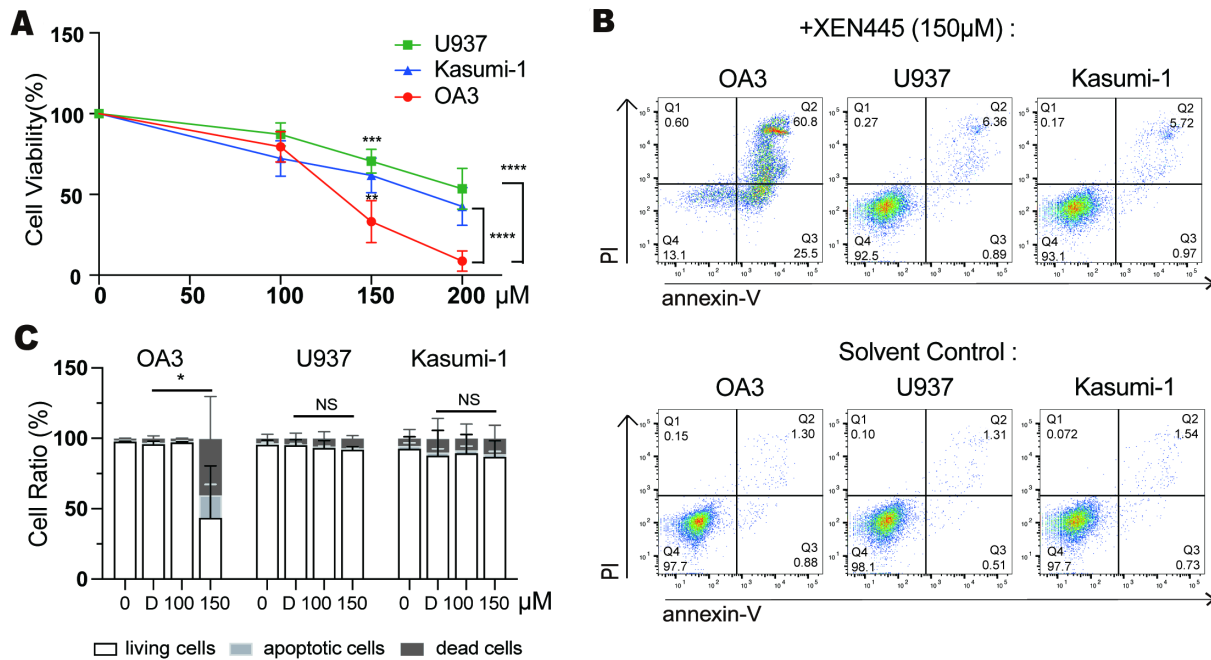 A
150
100
50
0
Cell Viability(%)
U937
Kasumi-1
OA3
***
**
****
****
0
50
100
150
200
µM
B
+XEN445 (150µM) :
OA3
U937
Kasumi-1
Q1
0.60
Q2
60.8
Q4
13.1
Q3
25.5
Q1
0.27
Q2
6.36
Q4
92.5
Q3
0.89
Q1
0.17
Q2
5.72
Q4
93.1
Q3
0.97
PI
annexin-V
Solvent Control :
OA3
U937
Kasumi-1
Q1
0.15
Q2
1.30
Q4
97.7
Q3
0.88
Q1
0.10
Q2
1.31
Q4
98.1
Q3
0.51
Q1
0.072
Q2
1.54
Q4
97.7
Q3
0.73
PI
annexin-V
C
OA3
U937
Kasumi-1
150
100
50
0
Cell Ratio (%)
*
NS
NS
0 D 100 150
0 D 100 150
0 D 100 150
µM
living cells
apoptotic cells
dead cells